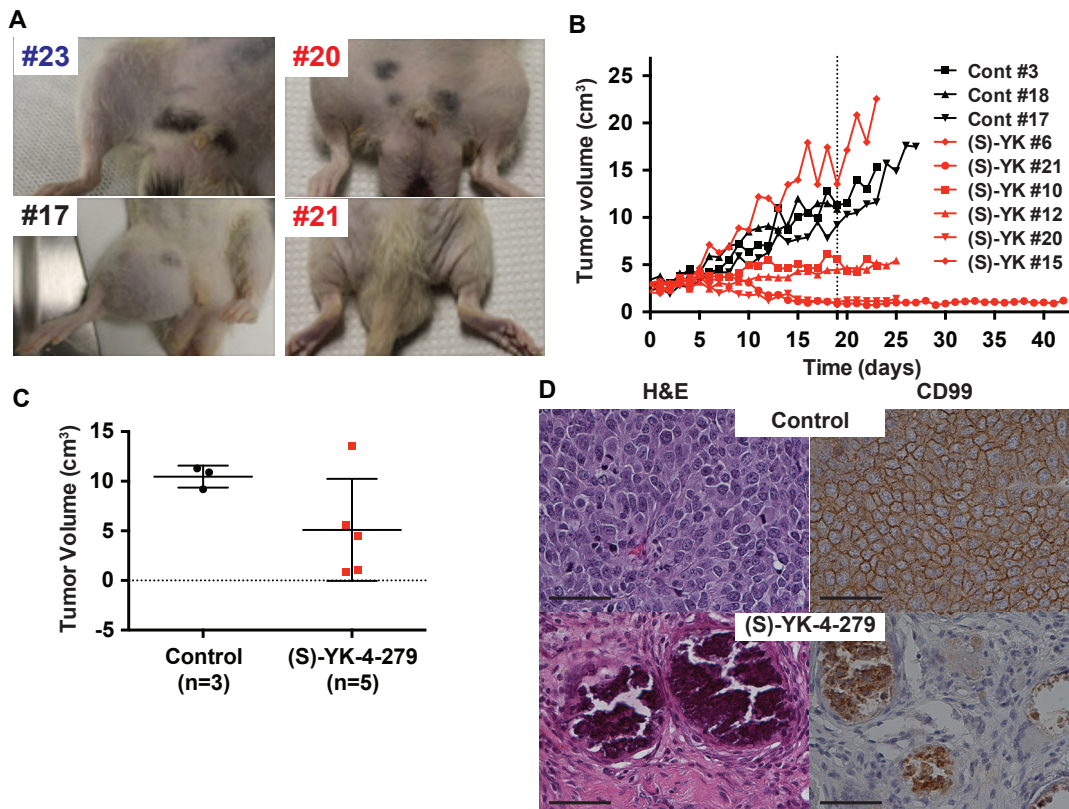 A
#23
#20
#17
#21
B
Tumor volume (cm³)
25
20
15
10
5
0
0 5 10 15 20 25 30 35 40
Time (days)
Cont #3
Cont #18
Cont #17
(S)-YK #6
(S)-YK #21
(S)-YK #10
(S)-YK #12
(S)-YK #20
(S)-YK #15
C
Tumor Volume (cm³)
15
10
5
0
-5
Control
(n=3)
(S)-YK-4-279
(n=5)
D
H&E
CD99
Control
(S)-YK-4-279